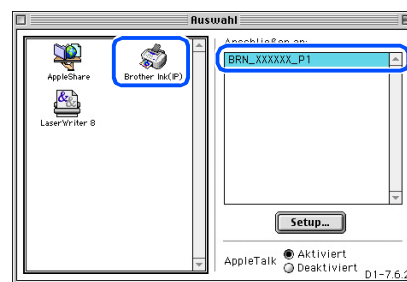 Auswahl
AppleShare
Brother Ink(IP)
LaserWriter 8
Anschließen an:
BRN_XXXXXX_P1
Setup...
AppleTalk
Aktiviert
Deaktiviert
D1-7.6.2